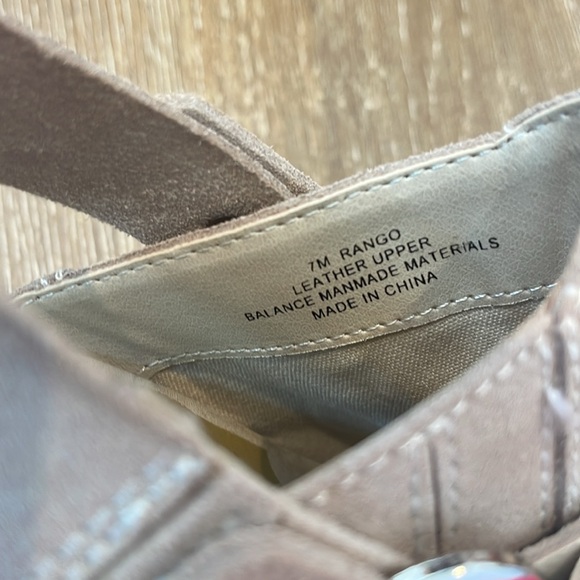 7M RANGO
LEATHER UPPER
BALANCE MANMADE MATERIALS
MADE IN CHINA